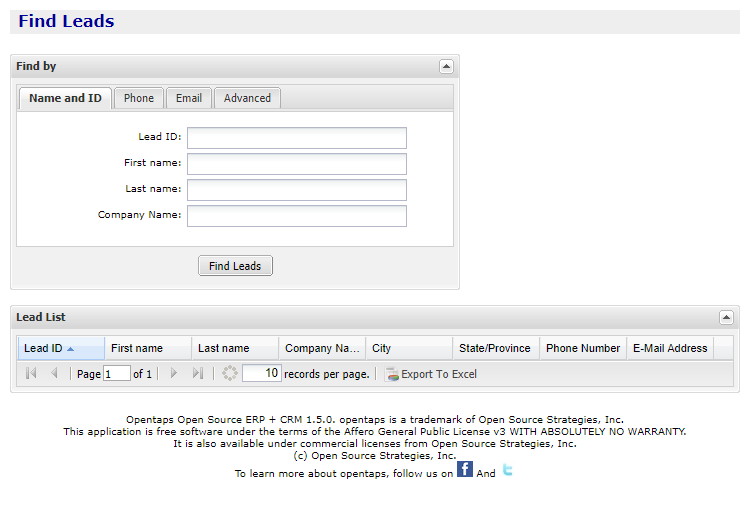 Find Leads
Find by
Name and ID Phone Email Advanced
Lead ID:
First name:
Last name:
Company Name:
Find Leads
Lead List
Lead ID First name Last name Company Na... City State/Province Phone Number E-Mail Address
Page 1 of 1 10 records per page. Export To Excel
Opentaps Open Source ERP + CRM 1.5.0. opentaps is a trademark of Open Source Strategies, Inc.
This application is free software under the terms of the Affero General Public License v3 WITH ABSOLUTELY NO WARRANTY.
It is also available under commercial licenses from Open Source Strategies, Inc.
(c) Open Source Strategies, Inc.
To learn more about opentaps, follow us on f And t